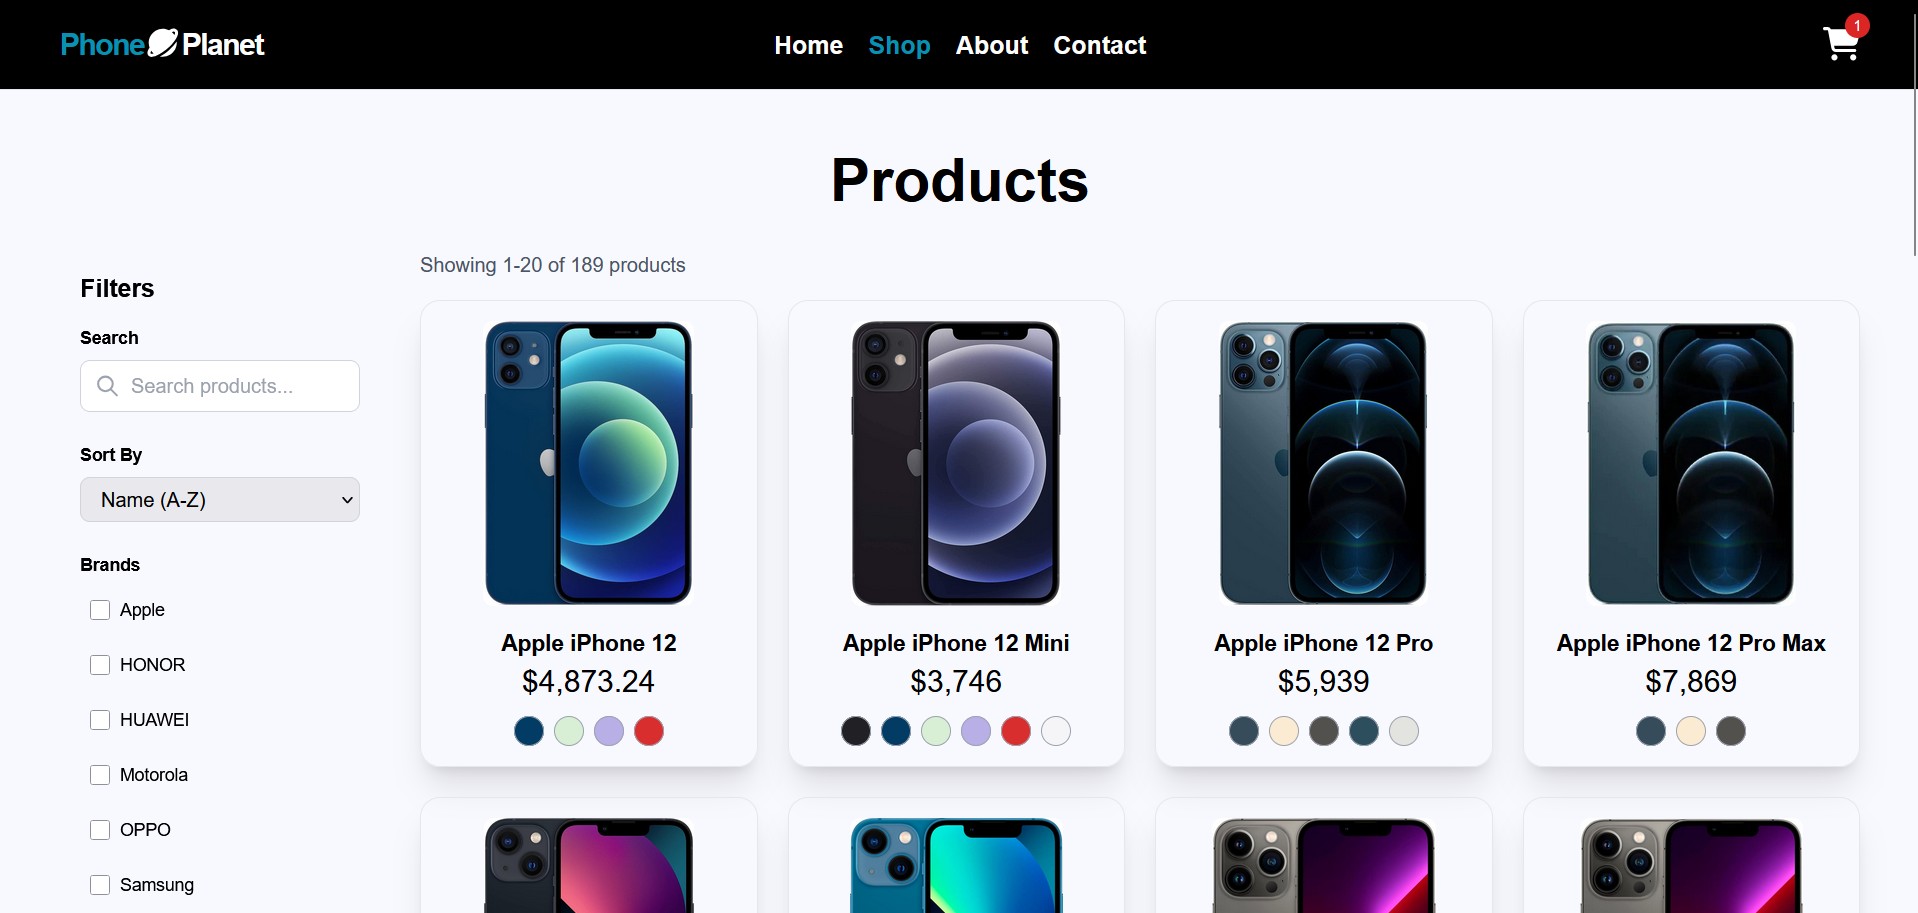 Phone Planet
Home Shop About Contact
1
Products
Showing 1-20 of 189 products
Filters
Search
Search products...
Sort By
Name (A-Z)
Brands
Apple
HONOR
HUAWEI
Motorola
OPPO
Samsung
Apple iPhone 12
$4,873.24
Apple iPhone 12 Mini
$3,746
Apple iPhone 12 Pro
$5,939
Apple iPhone 12 Pro Max
$7,869